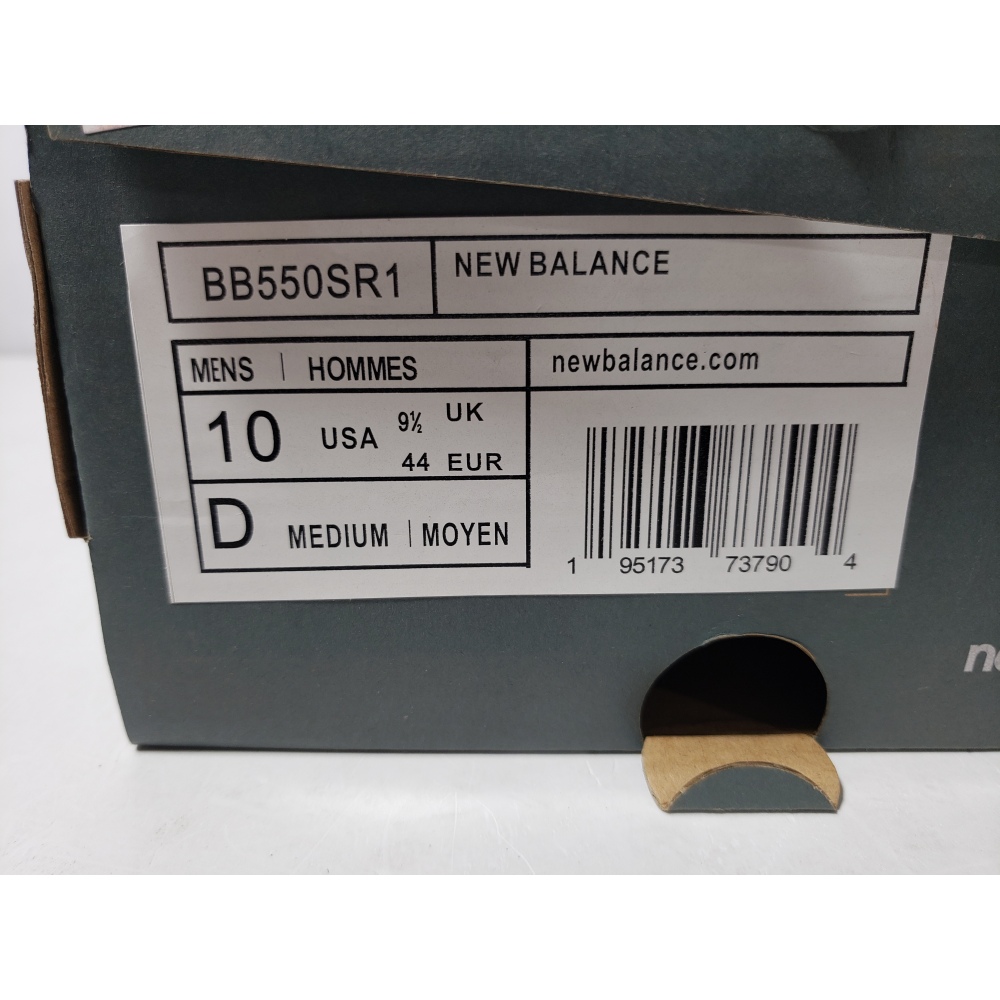 BB550SR1
NEW BALANCE
MENS | HOMMES
newbalance.com
10 USA 9½ UK
44 EUR
D MEDIUM | MOYEN
1 95173 73790 4